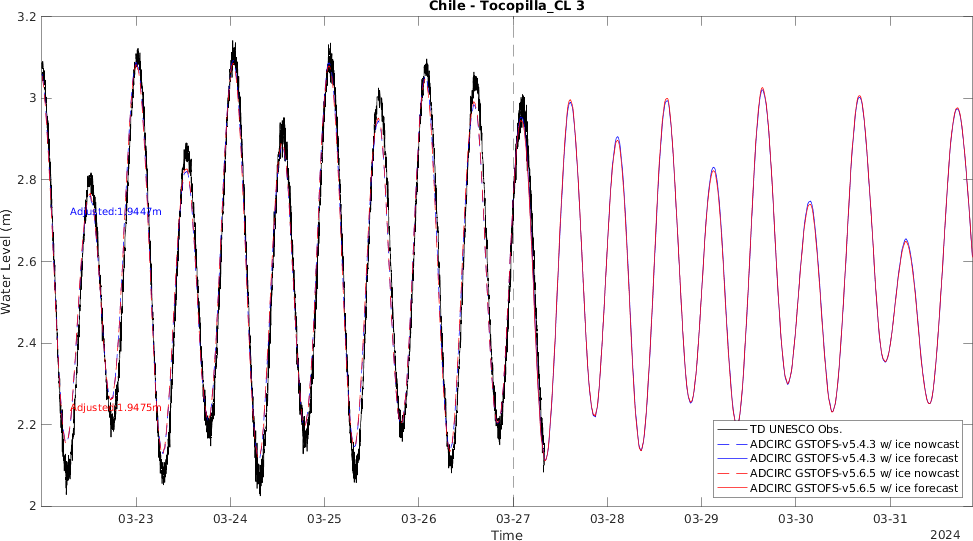 Chile - Tocopilla_CL 3
Water Level (m)
3.2
3
2.8
2.6
2.4
2.2
2
Adjusted:1.9447m
Adjusted:1.9475m
TD UNESCO Obs.
ADCIRC GSTOFS-v5.4.3 w/ ice nowcast
ADCIRC GSTOFS-v5.4.3 w/ ice forecast
ADCIRC GSTOFS-v5.6.5 w/ ice nowcast
ADCIRC GSTOFS-v5.6.5 w/ ice forecast
03-23 03-24 03-25 03-26 03-27 03-28 03-29 03-30 03-31
Time
2024